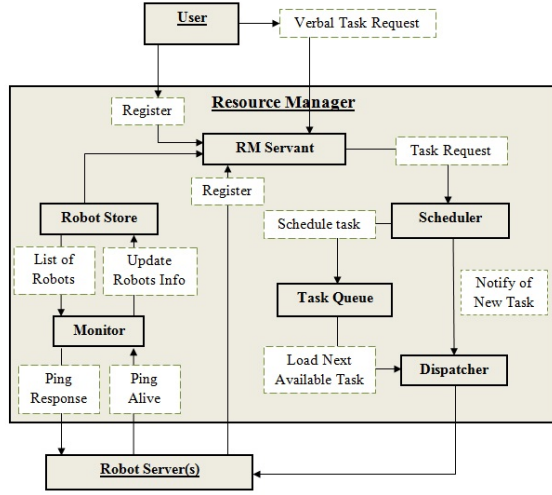 User
Verbal Task Request
Resource Manager
Register
RM Servant
Task Request
Register
Robot Store
Schedule task
Scheduler
List of
Robots
Update
Robots Info
Task Queue
Notify of
New Task
Monitor
Load Next
Available Task
Dispatcher
Ping
Response
Ping
Alive
Robot Server(s)